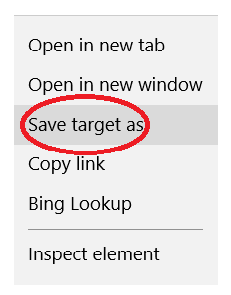 Open in new tab
Open in new window
Save target as
Copy link
Bing Lookup
Inspect element